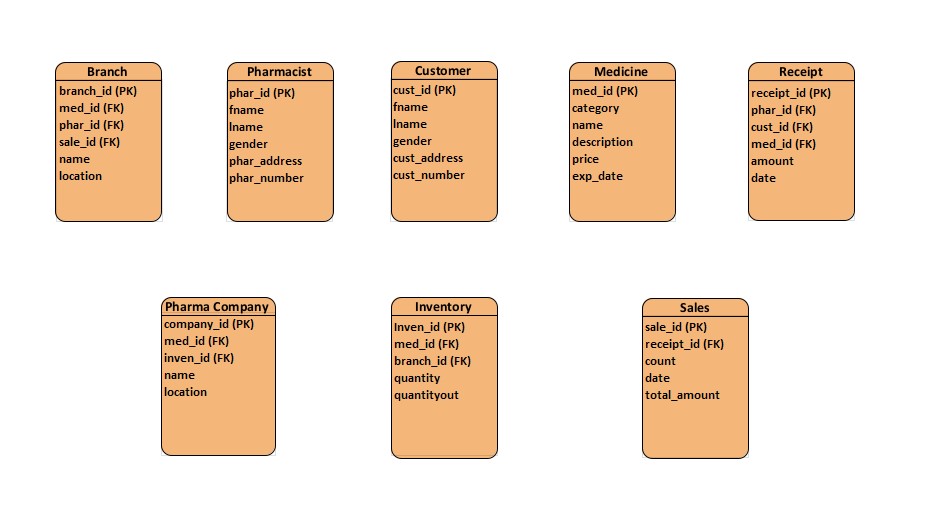 Branch
branch_id (PK)
med_id (FK)
phar_id (FK)
sale_id (FK)
name
location
Pharmacist
phar_id (PK)
fname
lname
gender
phar_address
phar_number
Customer
cust_id (PK)
fname
lname
gender
cust_address
cust_number
Medicine
med_id (PK)
category
name
description
price
exp_date
Receipt
receipt_id (PK)
phar_id (FK)
cust_id (FK)
med_id (FK)
amount
date
Pharma Company
company_id (PK)
med_id (FK)
inven_id (FK)
name
location
Inventory
Inven_id (PK)
med_id (FK)
branch_id (FK)
quantity
quantityout
Sales
sale_id (PK)
receipt_id (FK)
count
date
total_amount